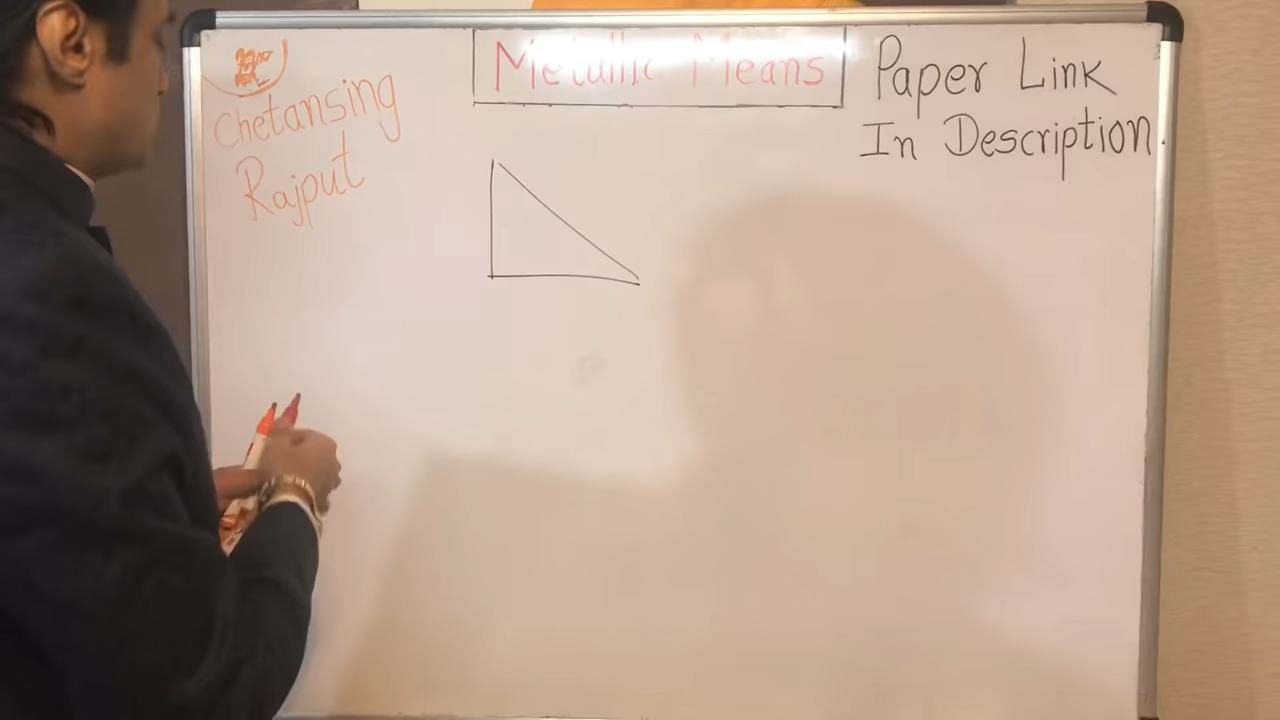 Chetansing
Rajput
Metallic Means
Paper Link
In Description